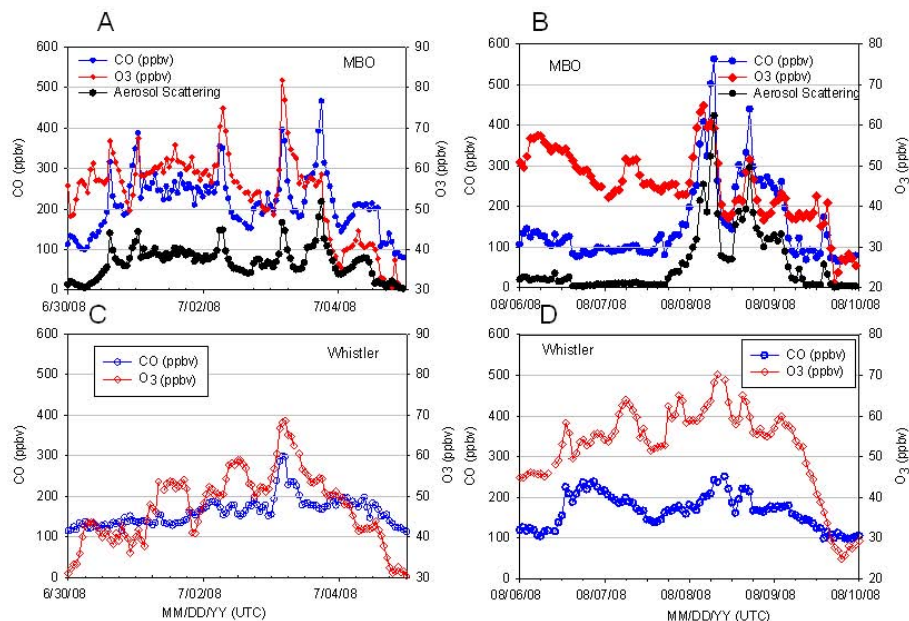 A
600
500
400
300
200
100
0
CO (ppbv)
90
80
70
60
50
40
30
O3 (ppbv)
CO (ppbv)
O3 (ppbv)
Aerosol Scattering
MBO
6/30/08
7/02/08
7/04/08
B
600
500
400
300
200
100
0
CO (ppbv)
80
70
60
50
40
30
20
O3 (ppbv)
MBO
CO (ppbv)
O3 (ppbv)
Aerosol Scattering
08/06/08
08/07/08
08/08/08
08/09/08
08/10/08
C
600
500
400
300
200
100
0
CO (ppbv)
90
80
70
60
50
40
30
O3 (ppbv)
CO (ppbv)
O3 (ppbv)
Whistler
6/30/08
7/02/08
7/04/08
MM/DD/YY (UTC)
D
600
500
400
300
200
100
0
CO (ppbv)
80
70
60
50
40
30
20
O3 (ppbv)
Whistler
CO (ppbv)
O3 (ppbv)
08/06/08
08/07/08
08/08/08
08/09/08
08/10/08
MM/DD/YY (UTC)